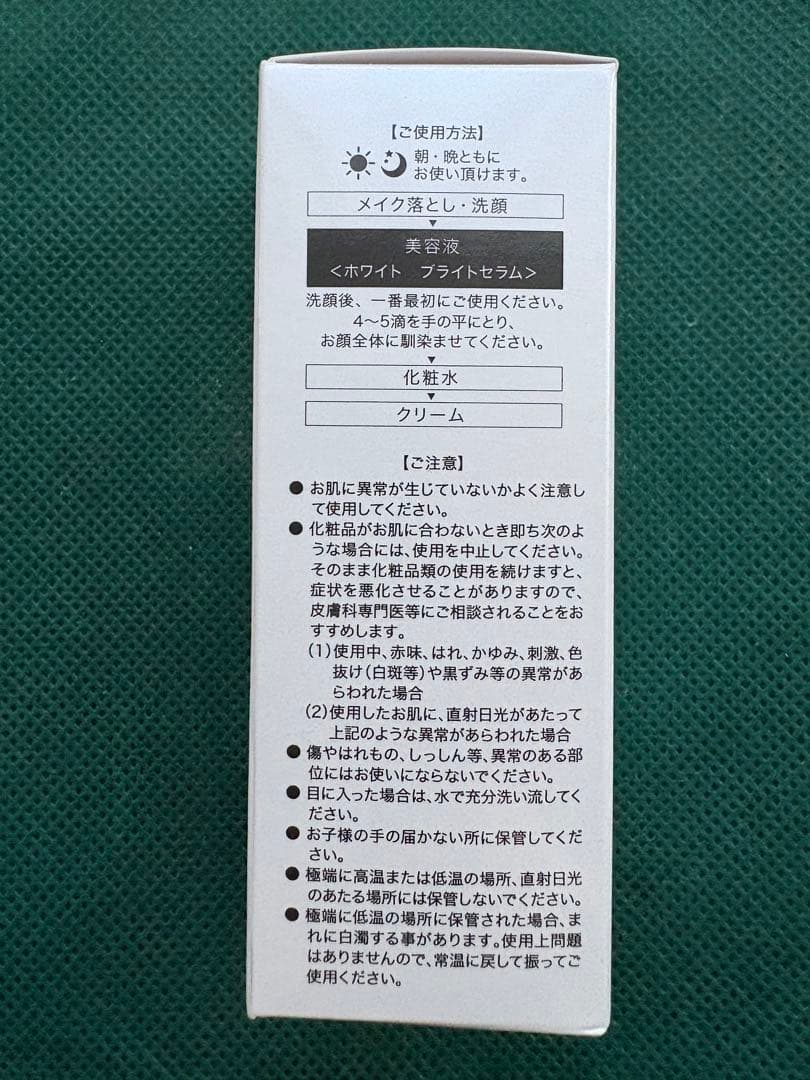 【ご使用方法】
朝・晩ともに
お使い頂けます。
メイク落とし・洗顔
▼
美容液
＜ホワイト　ブライトセラム＞
洗顔後、一番最初にご使用ください。
4〜5滴を手の平にとり、
お顔全体に馴染ませてください。
▼
化粧水
▼
クリーム
【ご注意】
● お肌に異常が生じていないかよく注意し
て使用してください。
● 化粧品がお肌に合わないとき即ち次のよ
うな場合には、使用を中止してください。
そのまま化粧品類の使用を続けますと、
症状を悪化させることがありますので、
皮膚科専門医等にご相談されることをお
すすめします。
(1)使用中、赤味、はれ、かゆみ、刺激、色
抜け(白斑等)や黒ずみ等の異常があ
らわれた場合
(2)使用したお肌に、直射日光があたって
上記のような異常があらわれた場合
● 傷やはれもの、しっしん等、異常のある部
位にはお使いにならないでください。
● 目に入った場合は、水で充分洗い流してく
ださい。
● お子様の手の届かない所に保管してくだ
さい。
● 極端に高温または低温の場所、直射日光
のあたる場所には保管しないでください。
● 極端に低温の場所に保管された場合、ま
れに白濁する事があります。使用上問題
はありませんので、常温に戻して振ってご
使用ください。